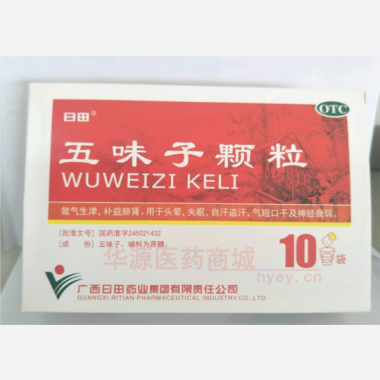 日田®
OTC
五味子颗粒
WUWEIZI KELI
敛气生津，补益肺肾。用于头晕，失眠，自汗盗汗，气短口干及神经衰弱。
[批准文号] 国药准字Z45021432
[成　份] 五味子，辅料为蔗糖。
10袋
华源医药商城
hyey.cn
广西日田药业集团有限责任公司
GUANGXI RITIAN PHARMACEUTICAL INDUSTRY CO.,LTD